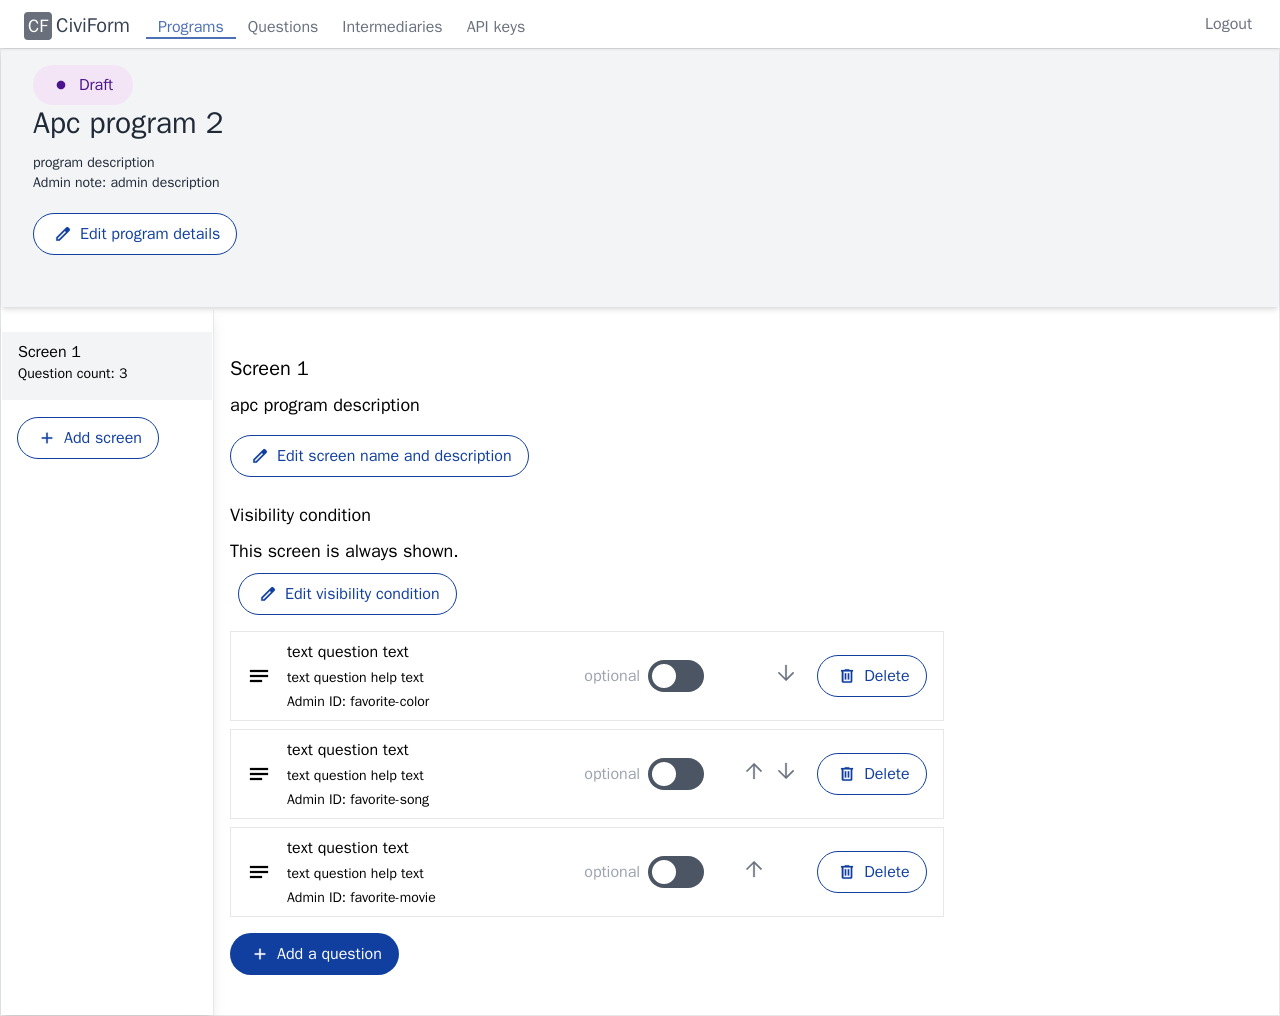 CF CiviForm Programs Questions Intermediaries API keys Logout
Draft
Apc program 2
program description
Admin note: admin description
Edit program details
Screen 1
Question count: 3
Add screen
Screen 1
apc program description
Edit screen name and description
Visibility condition
This screen is always shown.
Edit visibility condition
text question text
text question help text
Admin ID: favorite-color
optional
Delete
text question text
text question help text
Admin ID: favorite-song
optional
Delete
text question text
text question help text
Admin ID: favorite-movie
optional
Delete
Add a question